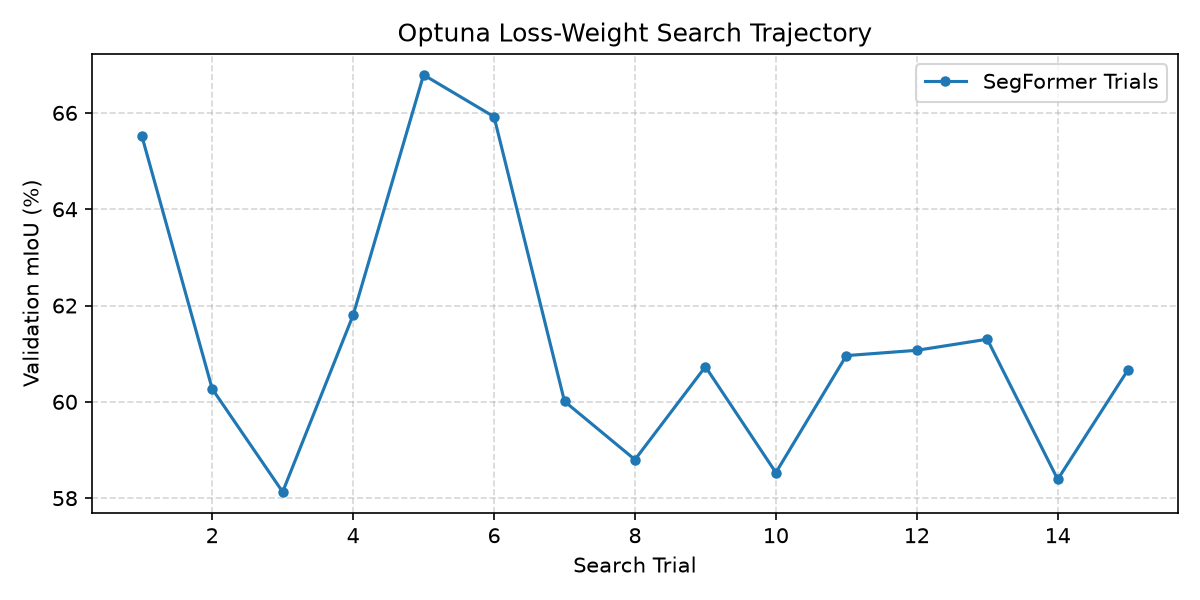 Optuna Loss-Weight Search Trajectory
SegFormer Trials
Validation mIoU (%)
66
64
62
60
58
2 4 6 8 10 12 14
Search Trial